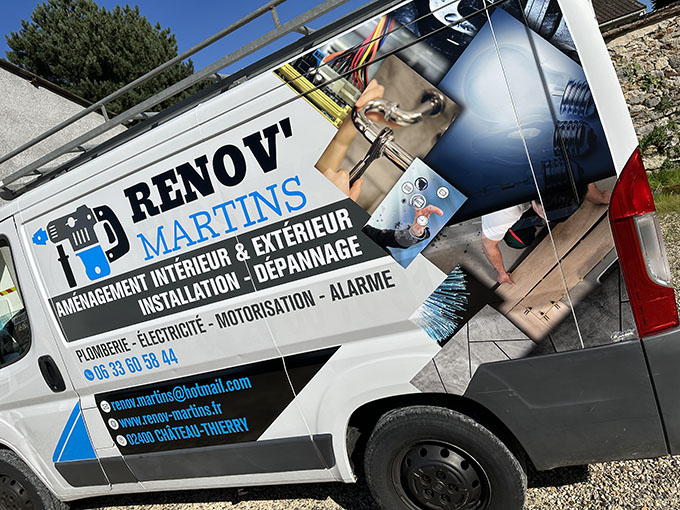 RENOV'
MARTINS
AMÉNAGEMENT INTÉRIEUR & EXTÉRIEUR
INSTALLATION - DÉPANNAGE
PLOMBERIE - ÉLECTRICITÉ - MOTORISATION - ALARME
06 33 60 58 44
renov.martins@hotmail.com
www.renov-martins.fr
02400 CHÂTEAU-THIERRY